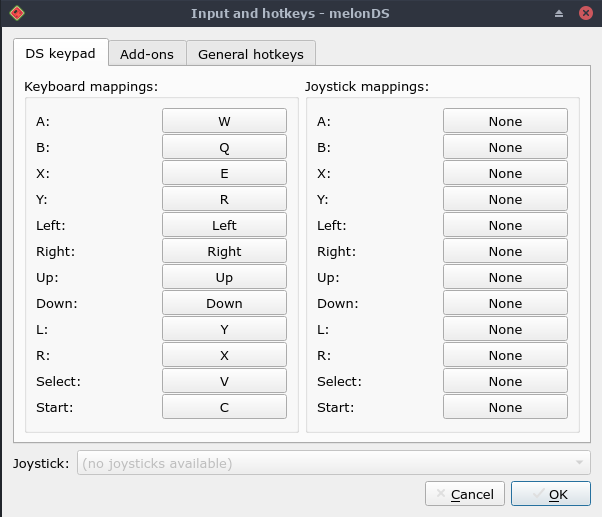 Input and hotkeys - melonDS
DS keypad Add-ons General hotkeys
Keyboard mappings: Joystick mappings:
A: W A: None
B: Q B: None
X: E X: None
Y: R Y: None
Left: Left Left: None
Right: Right Right: None
Up: Up Up: None
Down: Down Down: None
L: Y L: None
R: X R: None
Select: V Select: None
Start: C Start: None
Joystick: (no joysticks available)
Cancel OK